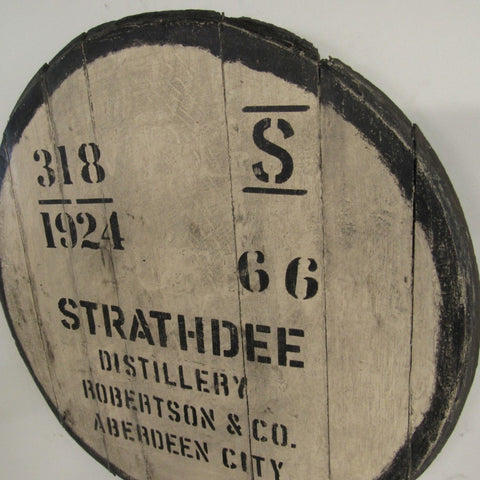 318
1924
S
66
STRATHDEE
DISTILLERY
ROBERTSON & CO.
ABERDEEN CITY